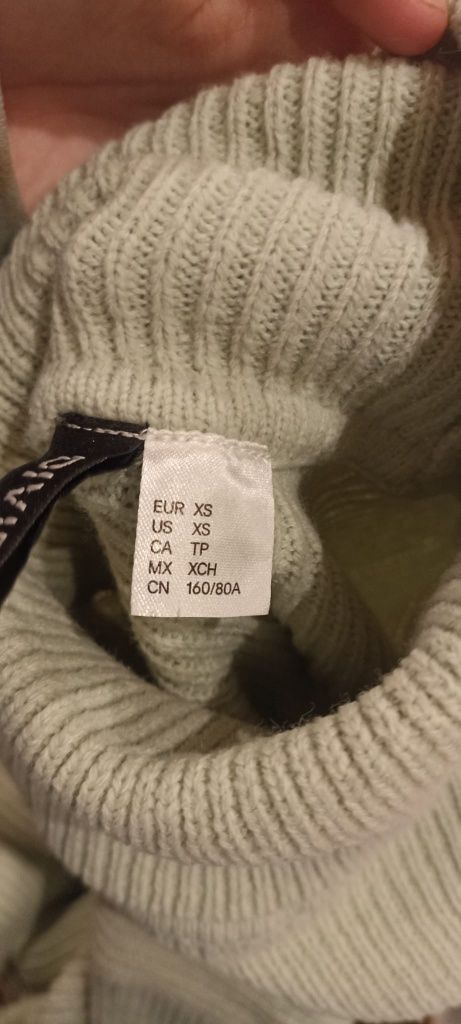 EUR XS
US XS
CA TP
MX XCH
CN 160/80A